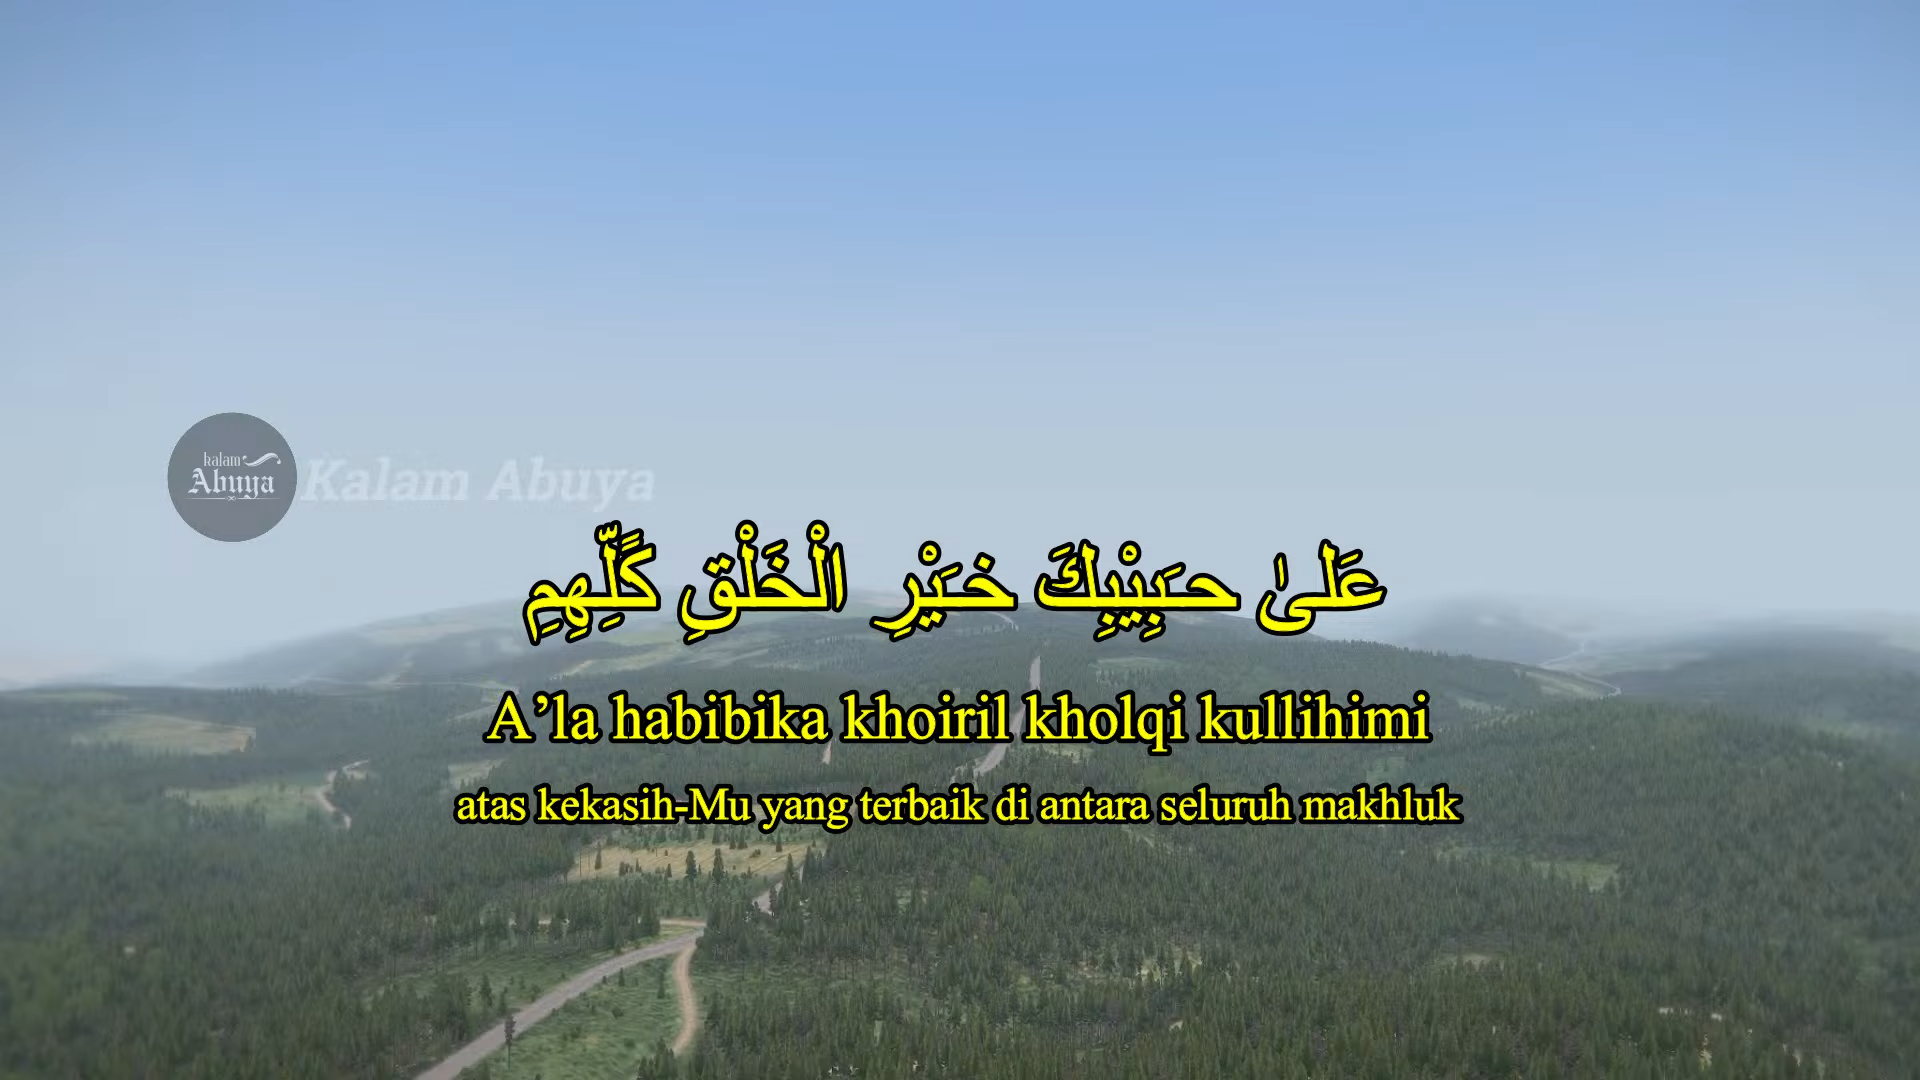 kalam
Abuya
Kalam Abuya
عَلىٰ حَبِيْبِكَ خَيْرِ الْخَلْقِ كًلِّهِمِ
A’la habibika khoiril kholqi kullihimi
atas kekasih-Mu yang terbaik di antara seluruh makhluk